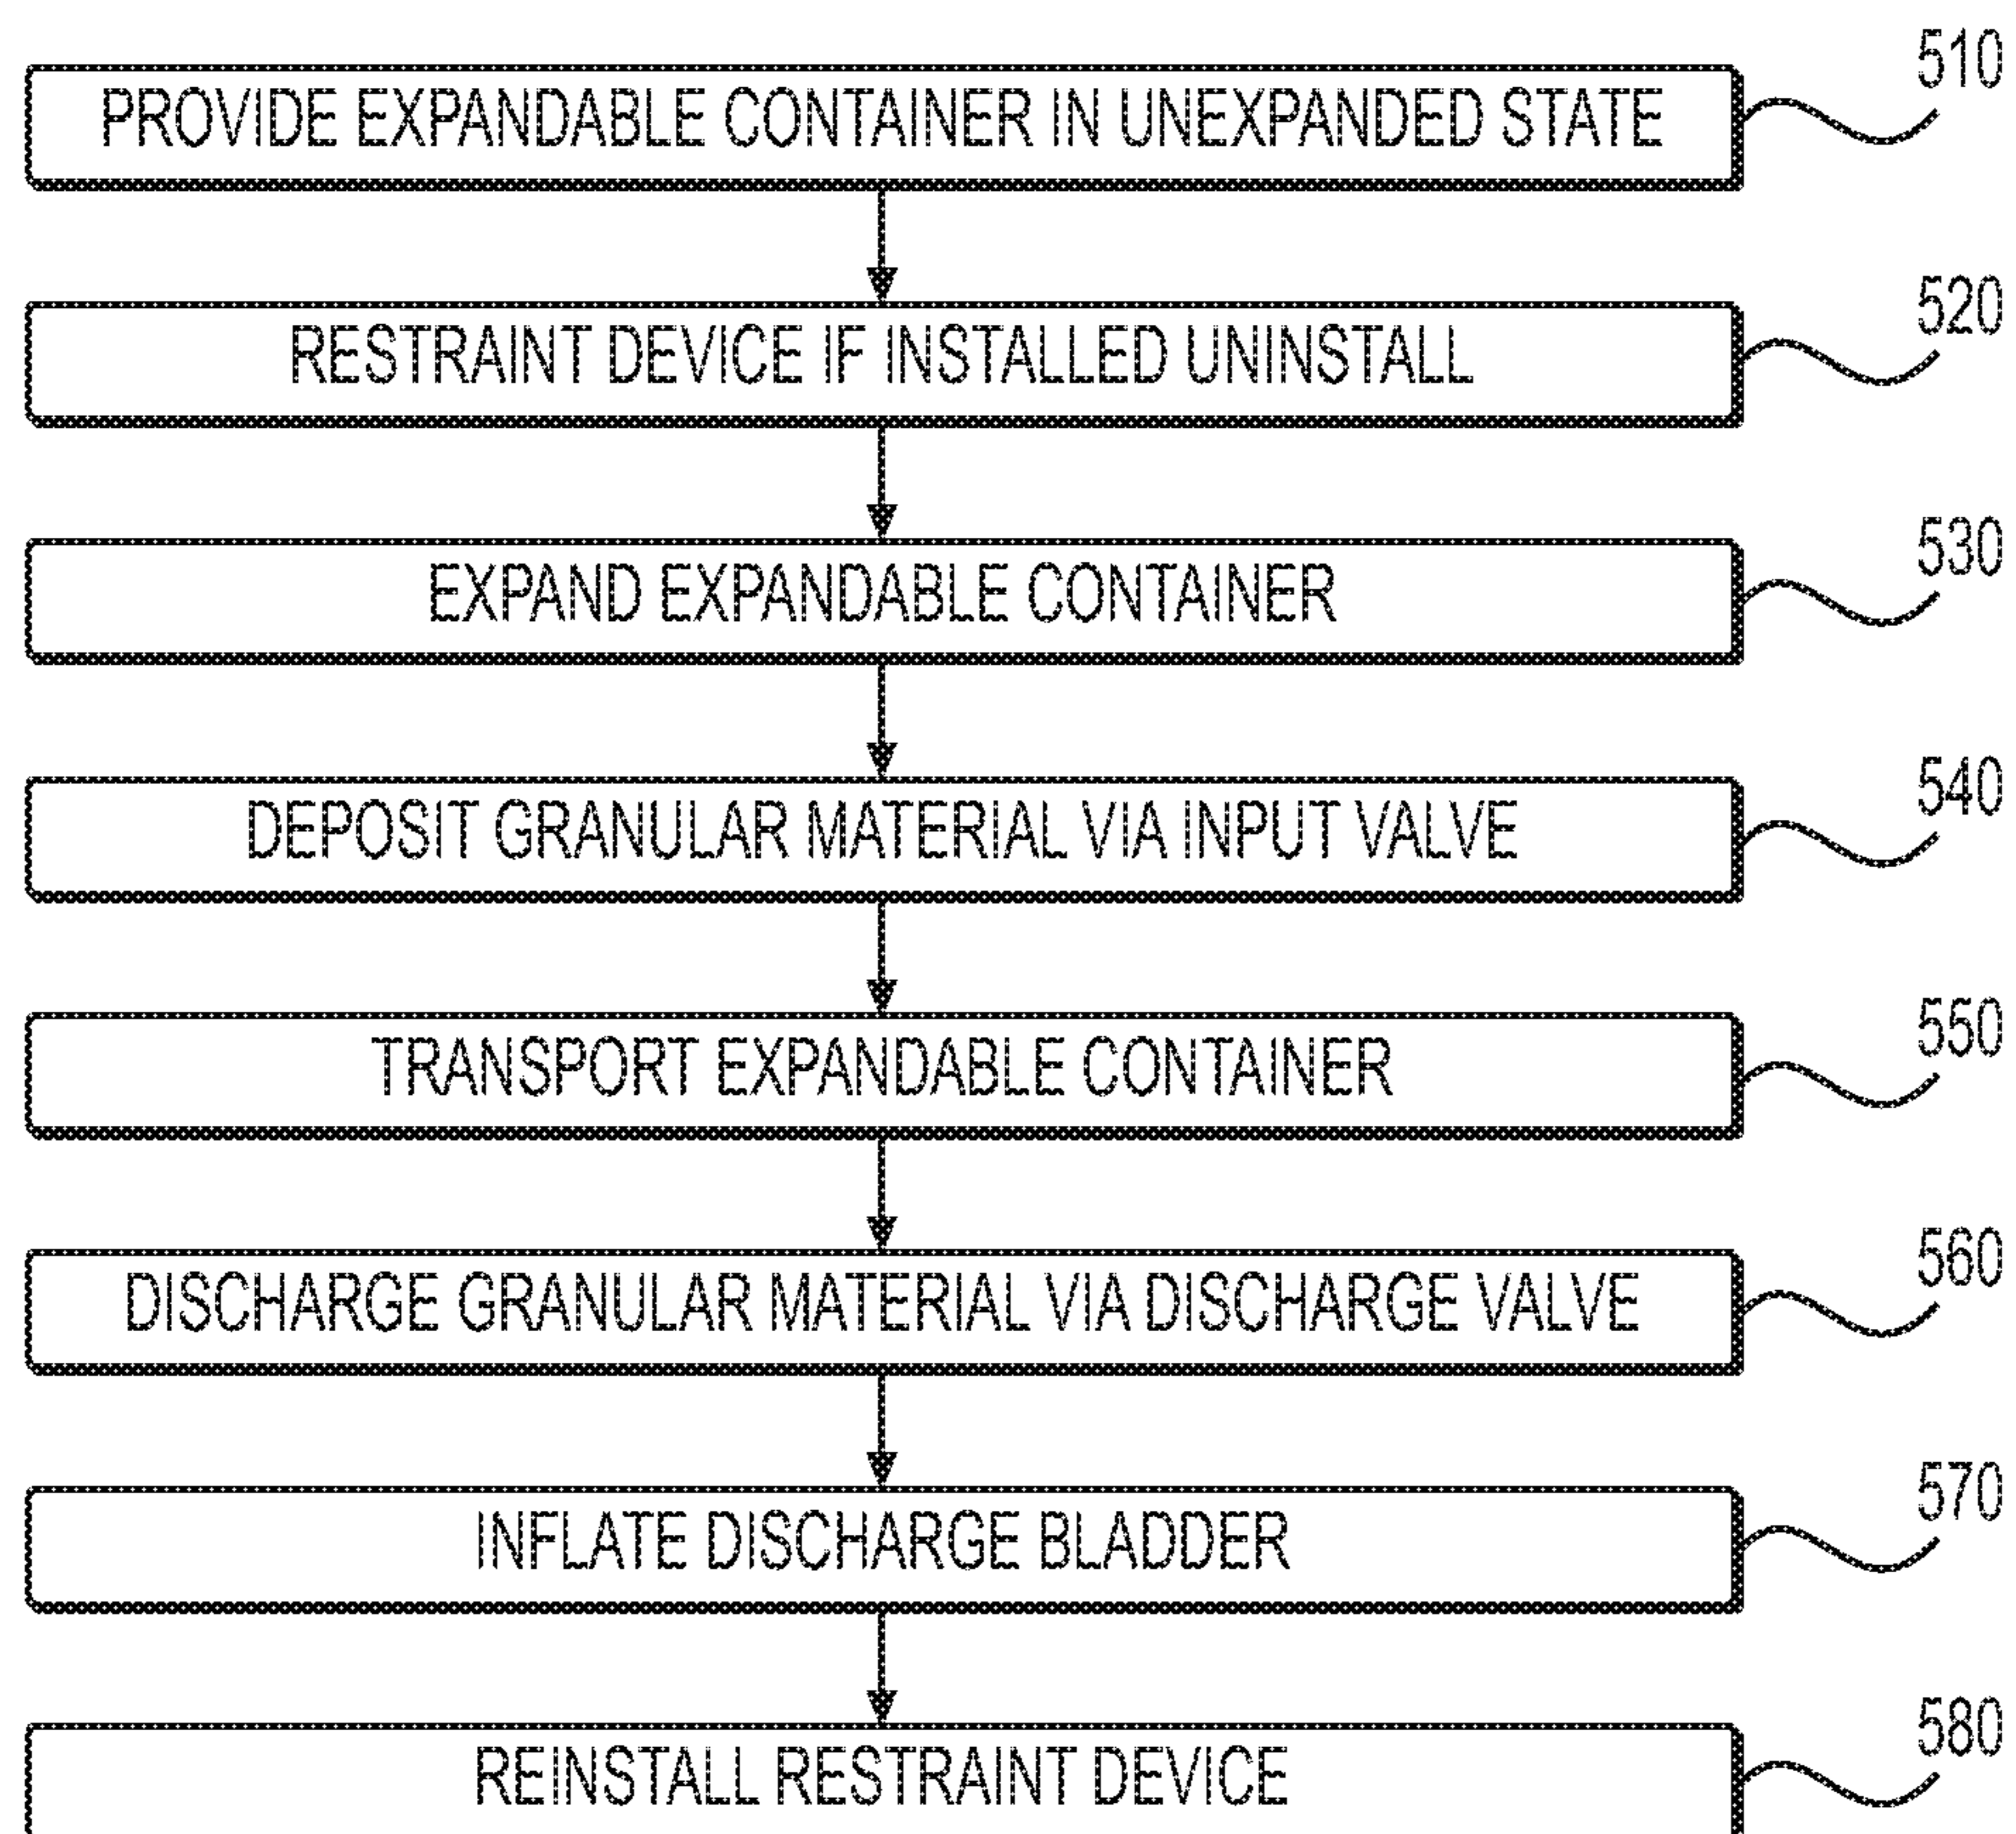 PROVIDE EXPANDABLE CONTAINER IN UNEXPANDED STATE
510
RESTRAINT DEVICE IF INSTALLED UNINSTALL
520
EXPAND EXPANDABLE CONTAINER
530
DEPOSIT GRANULAR MATERIAL VIA INPUT VALVE
540
TRANSPORT EXPANDABLE CONTAINER
550
DISCHARGE GRANULAR MATERIAL VIA DISCHARGE VALVE
560
INFLATE DISCHARGE BLADDER
570
REINSTALL RESTRAINT DEVICE
580